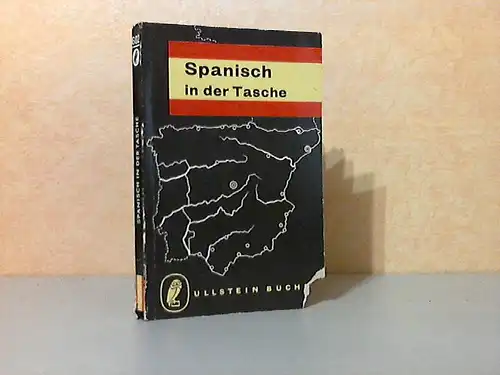 Spanisch
in der Tasche
ULLSTEIN BUCH
SPANISCH IN DER TASCHE